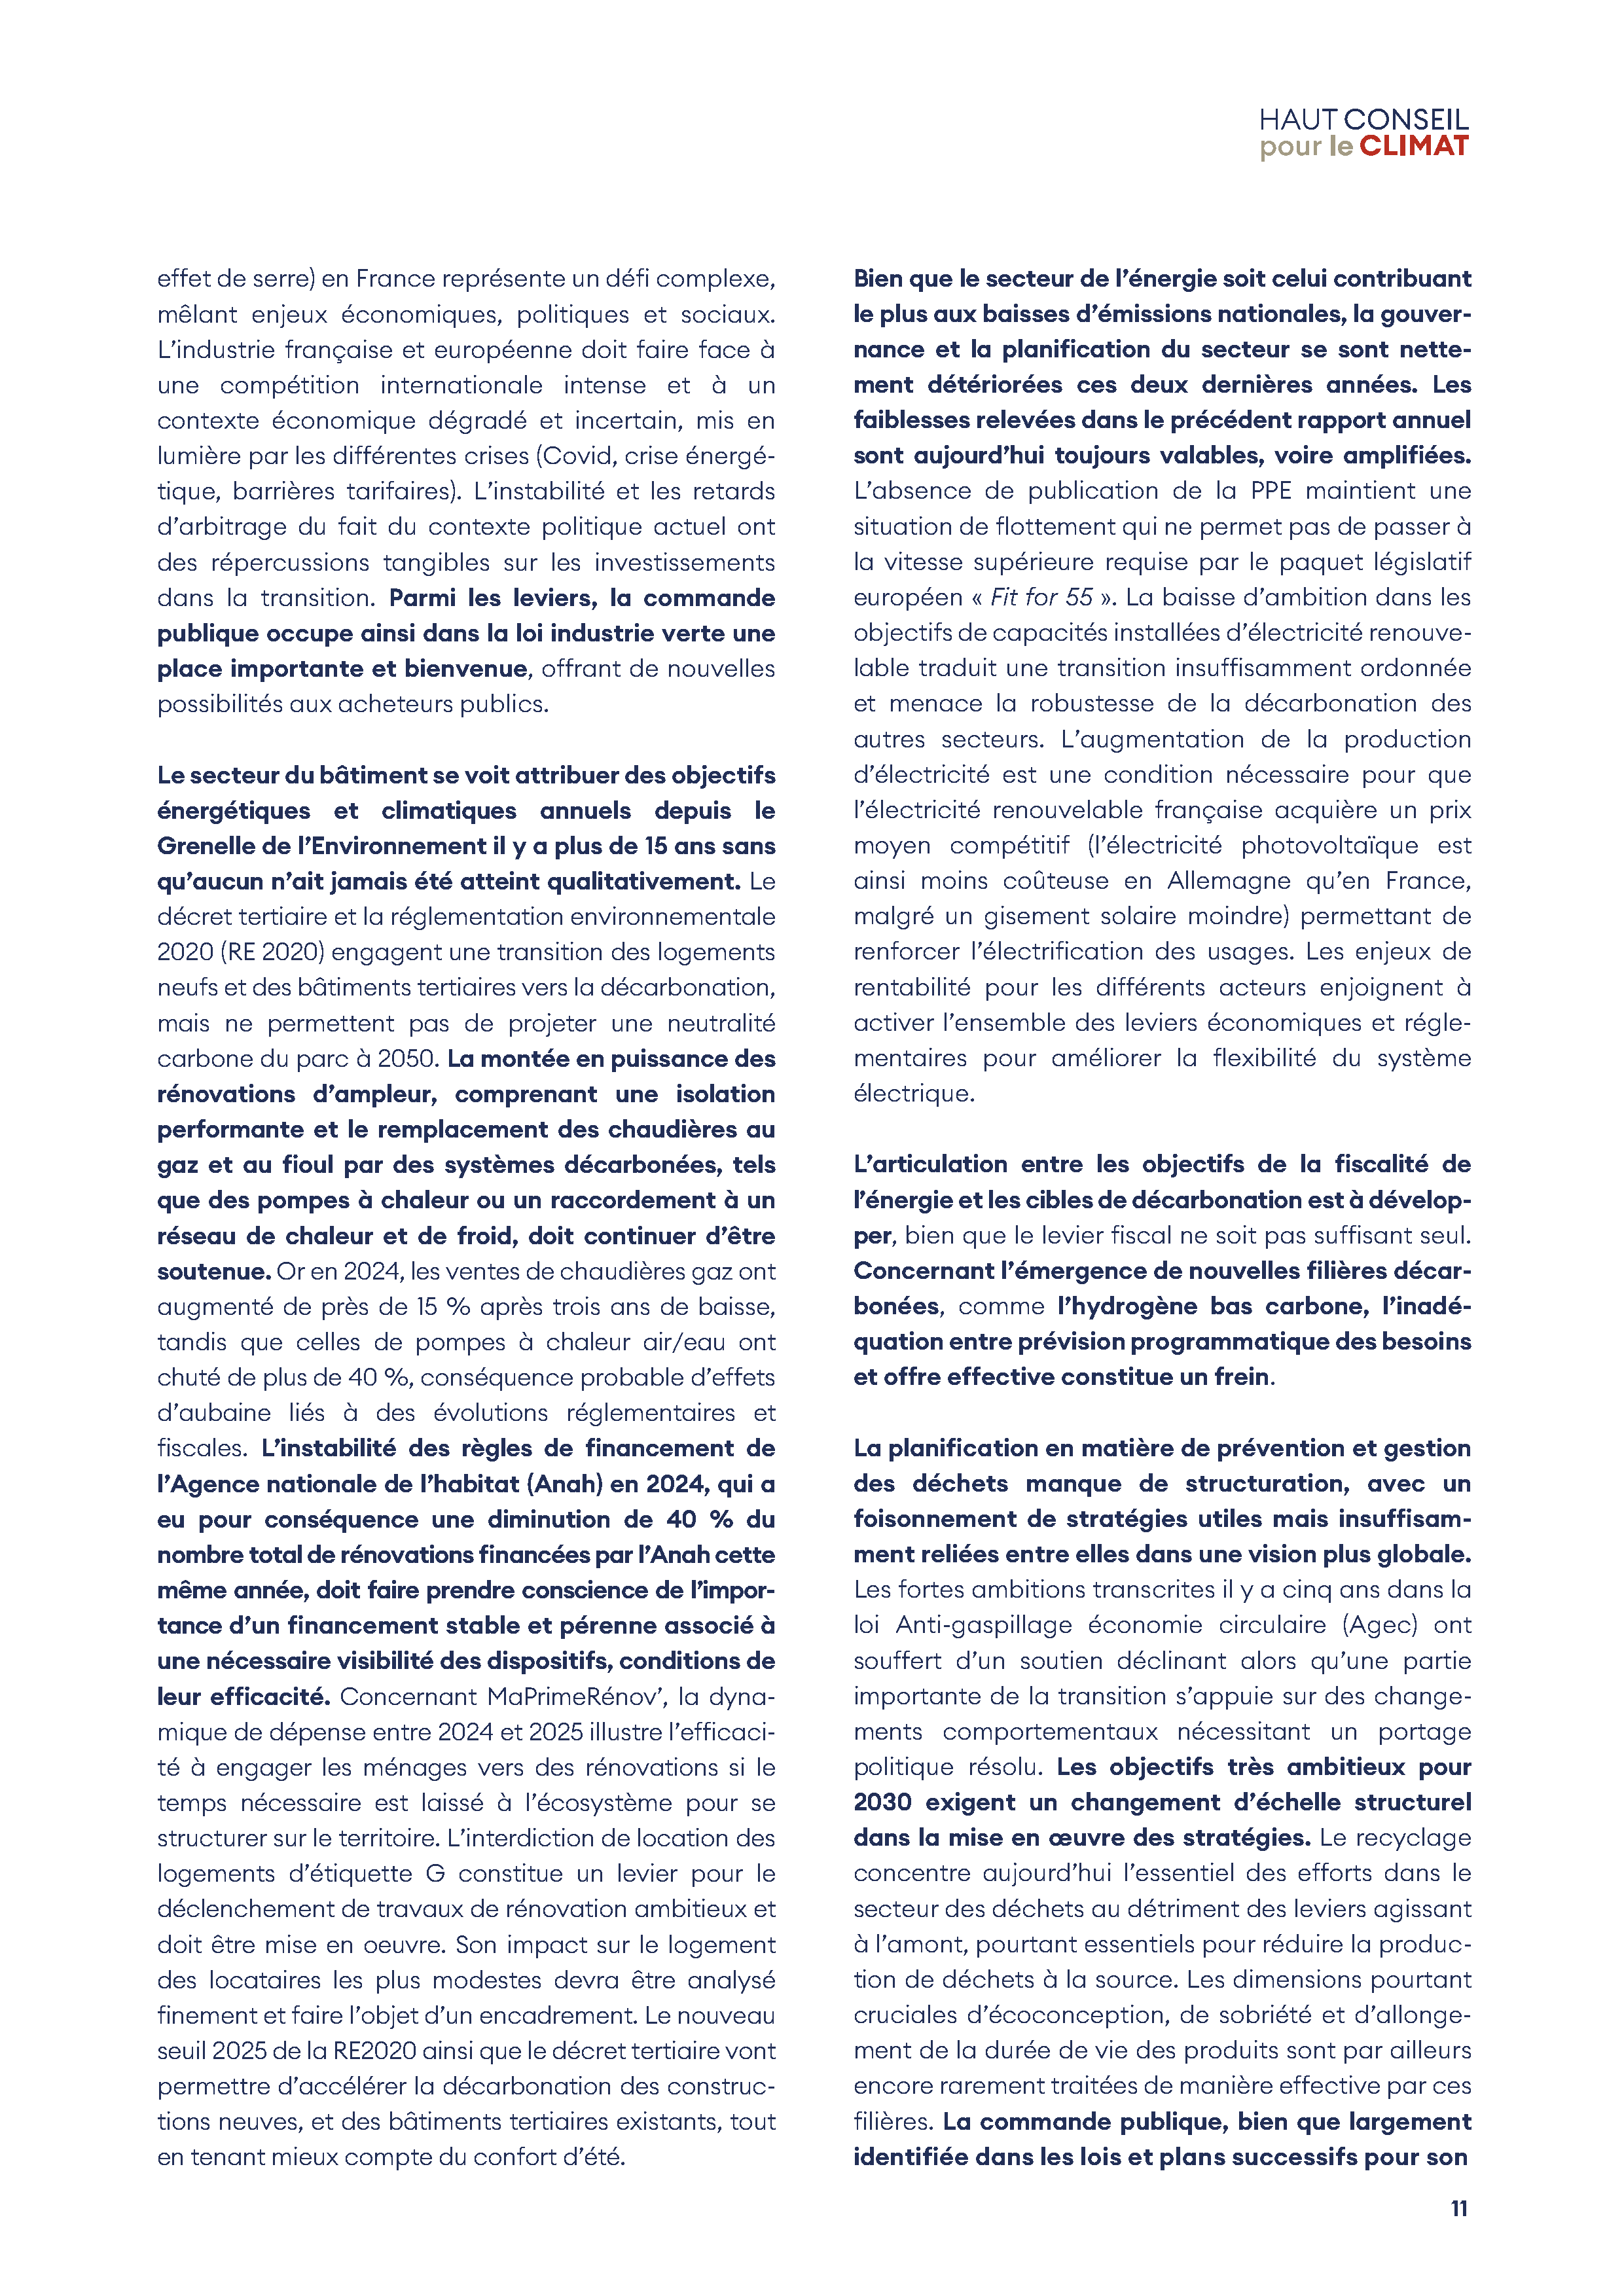 HAUT CONSEIL
pour le CLIMAT
effet de serre) en France représente un défi complexe,
mêlant enjeux économiques, politiques et sociaux.
L’industrie française et européenne doit faire face à
une compétition internationale intense et à un
contexte économique dégradé et incertain, mis en
lumière par les différentes crises (Covid, crise énergé-
tique, barrières tarifaires). L’instabilité et les retards
d’arbitrage du fait du contexte politique actuel ont
des répercussions tangibles sur les investissements
dans la transition. Parmi les leviers, la commande
publique occupe ainsi dans la loi industrie verte une
place importante et bienvenue, offrant de nouvelles
possibilités aux acheteurs publics.
Le secteur du bâtiment se voit attribuer des objectifs
énergétiques et climatiques annuels depuis le
Grenelle de l’Environnement il y a plus de 15 ans sans
qu’aucun n’ait jamais été atteint qualitativement. Le
décret tertiaire et la réglementation environnementale
2020 (RE 2020) engagent une transition des logements
neufs et des bâtiments tertiaires vers la décarbonation,
mais ne permettent pas de projeter une neutralité
carbone du parc à 2050. La montée en puissance des
rénovations d’ampleur, comprenant une isolation
performante et le remplacement des chaudières au
gaz et au fioul par des systèmes décarbonées, tels
que des pompes à chaleur ou un raccordement à un
réseau de chaleur et de froid, doit continuer d’être
soutenue. Or en 2024, les ventes de chaudières gaz ont
augmenté de près de 15 % après trois ans de baisse,
tandis que celles de pompes à chaleur air/eau ont
chuté de plus de 40 %, conséquence probable d’effets
d’aubaine liés à des évolutions réglementaires et
fiscales. L’instabilité des règles de financement de
l’Agence nationale de l’habitat (Anah) en 2024, qui a
eu pour conséquence une diminution de 40 % du
nombre total de rénovations financées par l’Anah cette
même année, doit faire prendre conscience de l’impor-
tance d’un financement stable et pérenne associé à
une nécessaire visibilité des dispositifs, conditions de
leur efficacité. Concernant MaPrimeRénov’, la dyna-
mique de dépense entre 2024 et 2025 illustre l’efficaci-
té à engager les ménages vers des rénovations si le
temps nécessaire est laissé à l’écosystème pour se
structurer sur le territoire. L’interdiction de location des
logements d’étiquette G constitue un levier pour le
déclenchement de travaux de rénovation ambitieux et
doit être mise en oeuvre. Son impact sur le logement
des locataires les plus modestes devra être analysé
finement et faire l’objet d’un encadrement. Le nouveau
seuil 2025 de la RE2020 ainsi que le décret tertiaire vont
permettre d’accélérer la décarbonation des construc-
tions neuves, et des bâtiments tertiaires existants, tout
en tenant mieux compte du confort d’été.
Bien que le secteur de l’énergie soit celui contribuant
le plus aux baisses d’émissions nationales, la gouver-
nance et la planification du secteur se sont nette-
ment détériorées ces deux dernières années. Les
faiblesses relevées dans le précédent rapport annuel
sont aujourd’hui toujours valables, voire amplifiées.
L’absence de publication de la PPE maintient une
situation de flottement qui ne permet pas de passer à
la vitesse supérieure requise par le paquet législatif
européen « Fit for 55 ». La baisse d’ambition dans les
objectifs de capacités installées d’électricité renouve-
lable traduit une transition insuffisamment ordonnée
et menace la robustesse de la décarbonation des
autres secteurs. L’augmentation de la production
d’électricité est une condition nécessaire pour que
l’électricité renouvelable française acquière un prix
moyen compétitif (l’électricité photovoltaïque est
ainsi moins coûteuse en Allemagne qu’en France,
malgré un gisement solaire moindre) permettant de
renforcer l’électrification des usages. Les enjeux de
rentabilité pour les différents acteurs enjoignent à
activer l’ensemble des leviers économiques et régle-
mentaires pour améliorer la flexibilité du système
électrique.
L’articulation entre les objectifs de la fiscalité de
l’énergie et les cibles de décarbonation est à dévelop-
per, bien que le levier fiscal ne soit pas suffisant seul.
Concernant l’émergence de nouvelles filières décar-
bonées, comme l’hydrogène bas carbone, l’inadé-
quation entre prévision programmatique des besoins
et offre effective constitue un frein.
La planification en matière de prévention et gestion
des déchets manque de structuration, avec un
foisonnement de stratégies utiles mais insuffisam-
ment reliées entre elles dans une vision plus globale.
Les fortes ambitions transcrites il y a cinq ans dans la
loi Anti-gaspillage économie circulaire (Agec) ont
souffert d’un soutien déclinant alors qu’une partie
importante de la transition s’appuie sur des change-
ments comportementaux nécessitant un portage
politique résolu. Les objectifs très ambitieux pour
2030 exigent un changement d’échelle structurel
dans la mise en œuvre des stratégies. Le recyclage
concentre aujourd’hui l’essentiel des efforts dans le
secteur des déchets au détriment des leviers agissant
à l’amont, pourtant essentiels pour réduire la produc-
tion de déchets à la source. Les dimensions pourtant
cruciales d’écoconception, de sobriété et d’allonge-
ment de la durée de vie des produits sont par ailleurs
encore rarement traitées de manière effective par ces
filières. La commande publique, bien que largement
identifiée dans les lois et plans successifs pour son
11